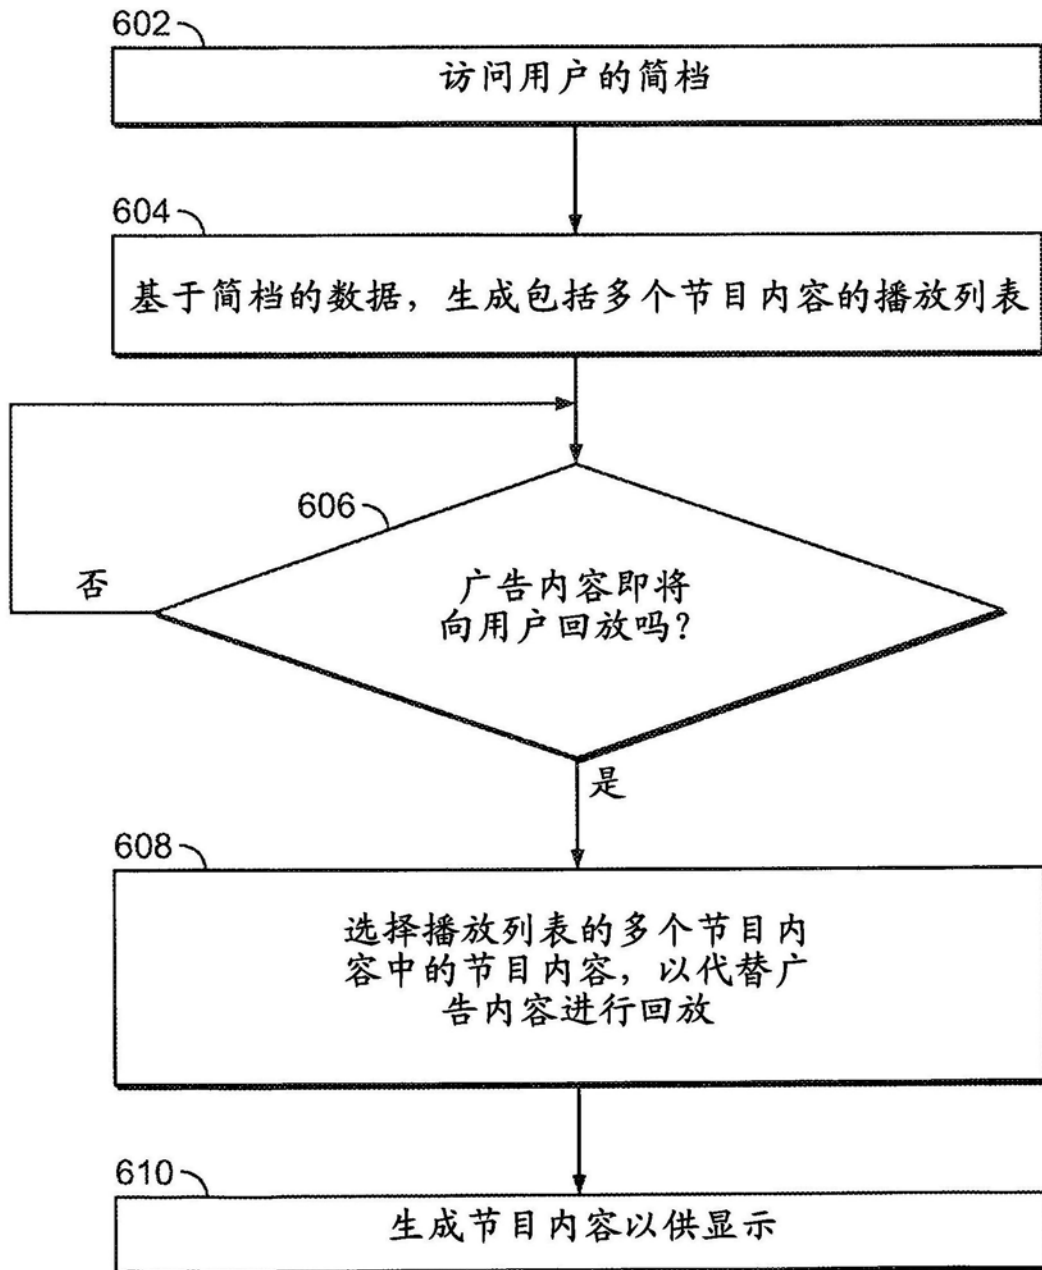 602
访问用户的简档
604
基于简档的数据，生成包括多个节目内容的播放列表
606
否
广告内容即将
向用户回放吗？
是
608
选择播放列表的多个节目内
容中的节目内容，以代替广
告内容进行回放
610
生成节目内容以供显示